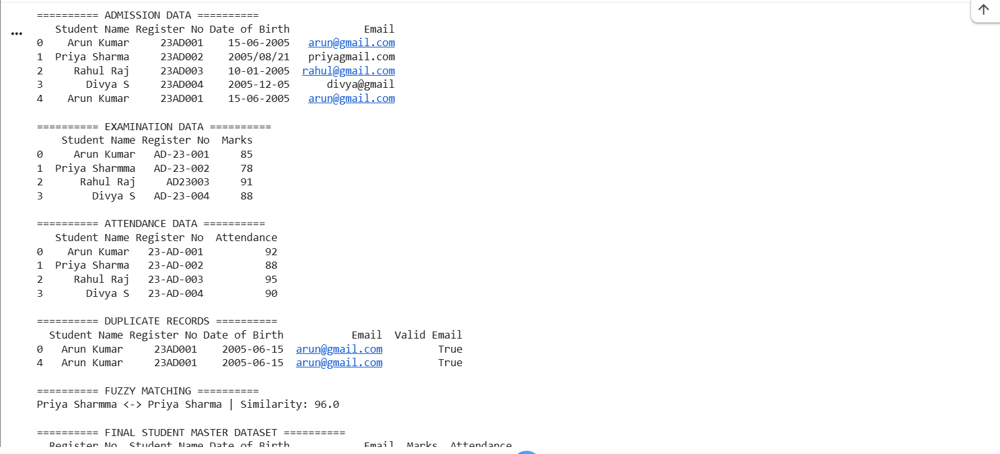 ========== ADMISSION DATA ==========
Student Name Register No Date of Birth Email
0 Arun Kumar 23AD001 15-06-2005 arun@gmail.com
1 Priya Sharma 23AD002 2005/08/21 priyagmail.com
2 Rahul Raj 23AD003 10-01-2005 rahul@gmail.com
3 Divya S 23AD004 2005-12-05 divya@gmail
4 Arun Kumar 23AD001 15-06-2005 arun@gmail.com
========== EXAMINATION DATA ==========
Student Name Register No Marks
0 Arun Kumar AD-23-001 85
1 Priya Sharmma AD-23-002 78
2 Rahul Raj AD23003 91
3 Divya S AD-23-004 88
========== ATTENDANCE DATA ==========
Student Name Register No Attendance
0 Arun Kumar 23-AD-001 92
1 Priya Sharma 23-AD-002 88
2 Rahul Raj 23-AD-003 95
3 Divya S 23-AD-004 90
========== DUPLICATE RECORDS ==========
Student Name Register No Date of Birth Email Valid Email
0 Arun Kumar 23AD001 2005-06-15 arun@gmail.com True
4 Arun Kumar 23AD001 2005-06-15 arun@gmail.com True
========== FUZZY MATCHING ==========
Priya Sharmma <-> Priya Sharma | Similarity: 96.0
========== FINAL STUDENT MASTER DATASET ==========
Register No Student Name Date of Birth Email Marks Attendance